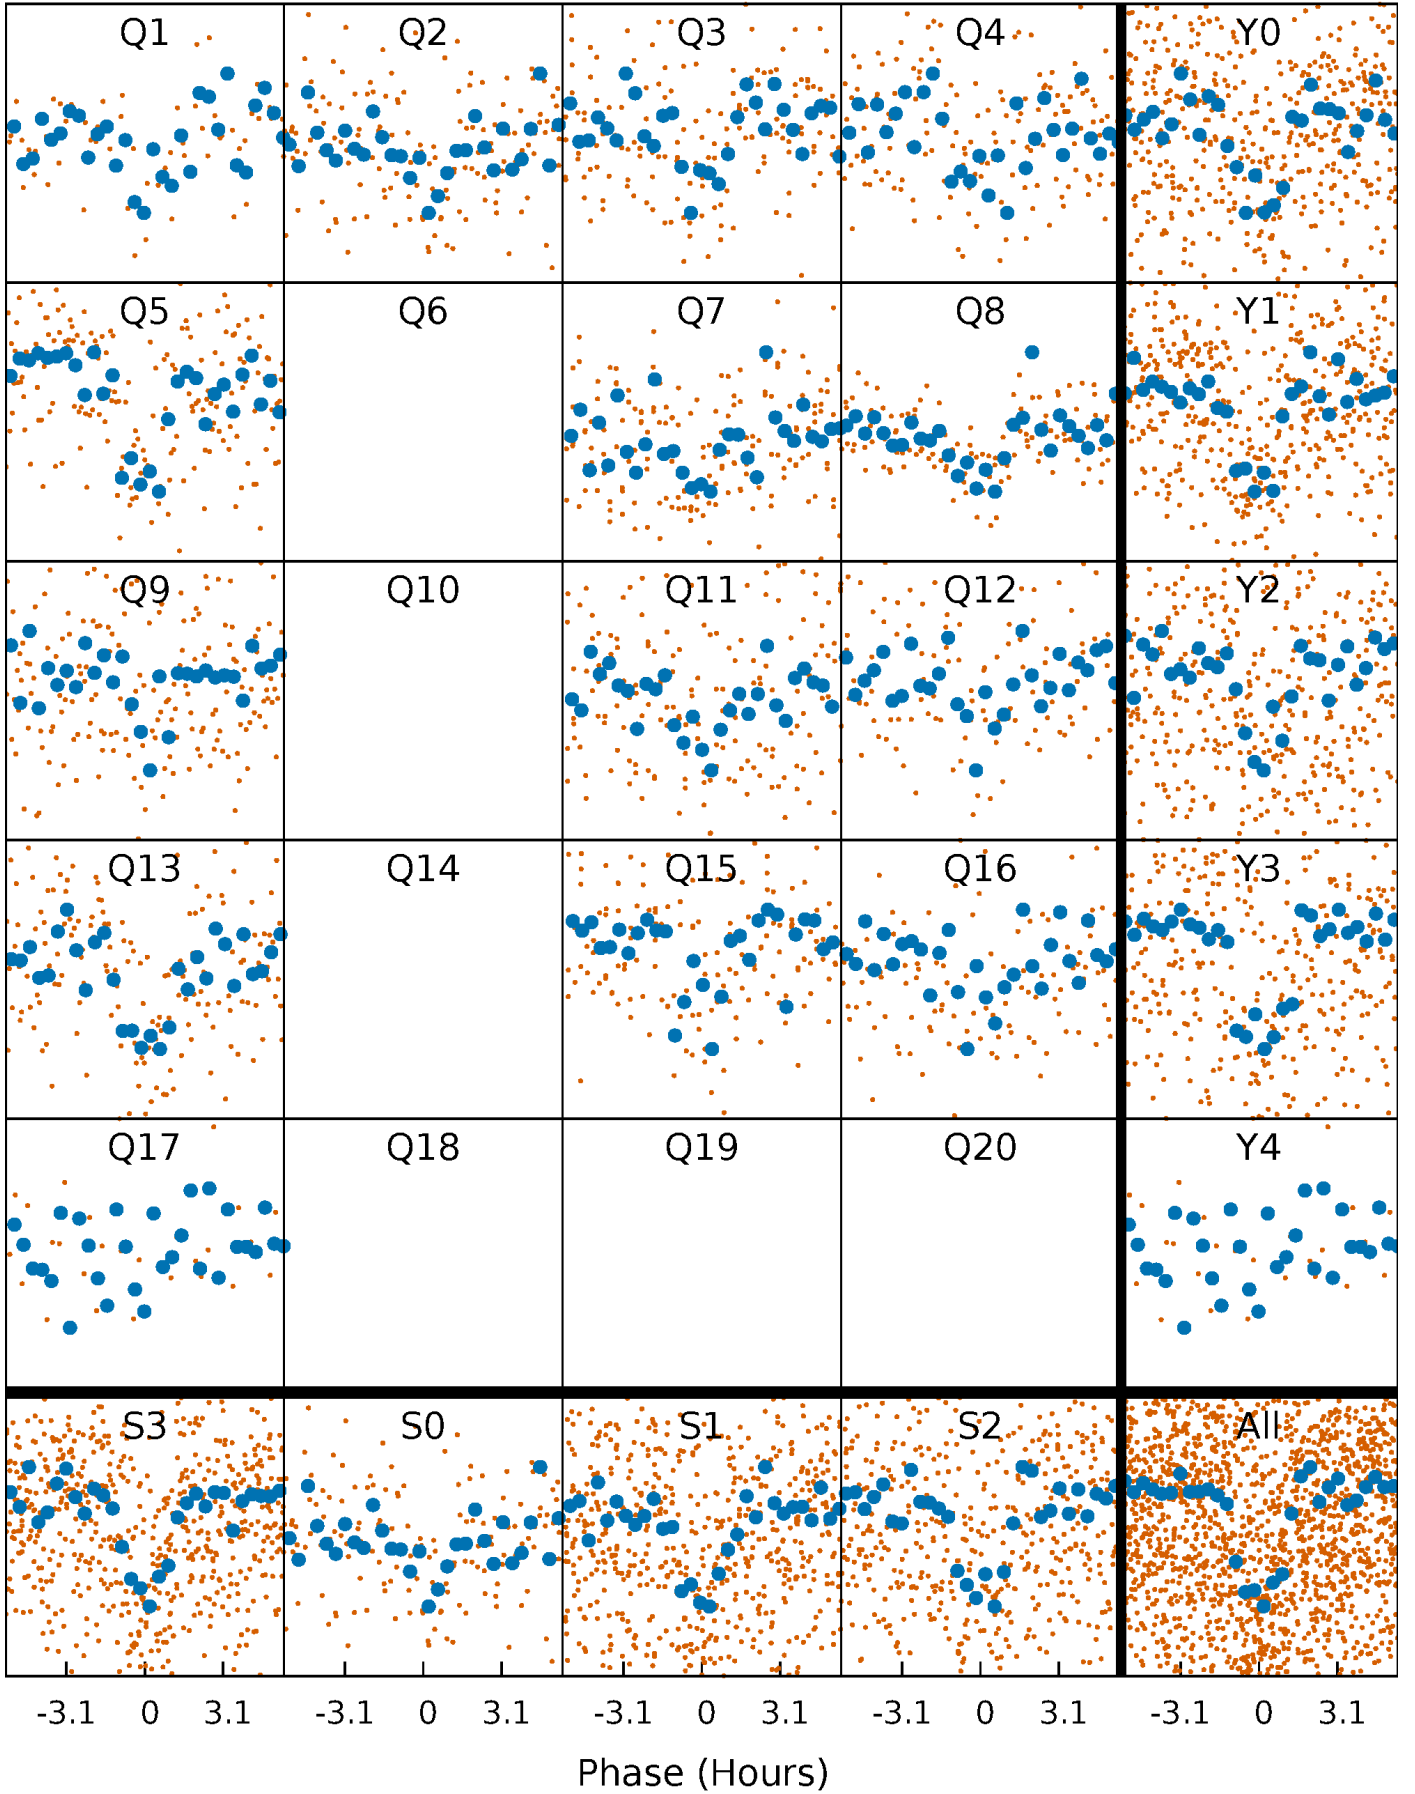 Q1 Q2 Q3 Q4 Y0
Q5 Q6 Q7 Q8 Y1
Q9 Q10 Q11 Q12 Y2
Q13 Q14 Q15 Q16 Y3
Q17 Q18 Q19 Q20 Y4
S3 S0 S1 S2 All
-3.1 0 3.1 -3.1 0 3.1 -3.1 0 3.1 -3.1 0 3.1 -3.1 0 3.1
Phase (Hours)